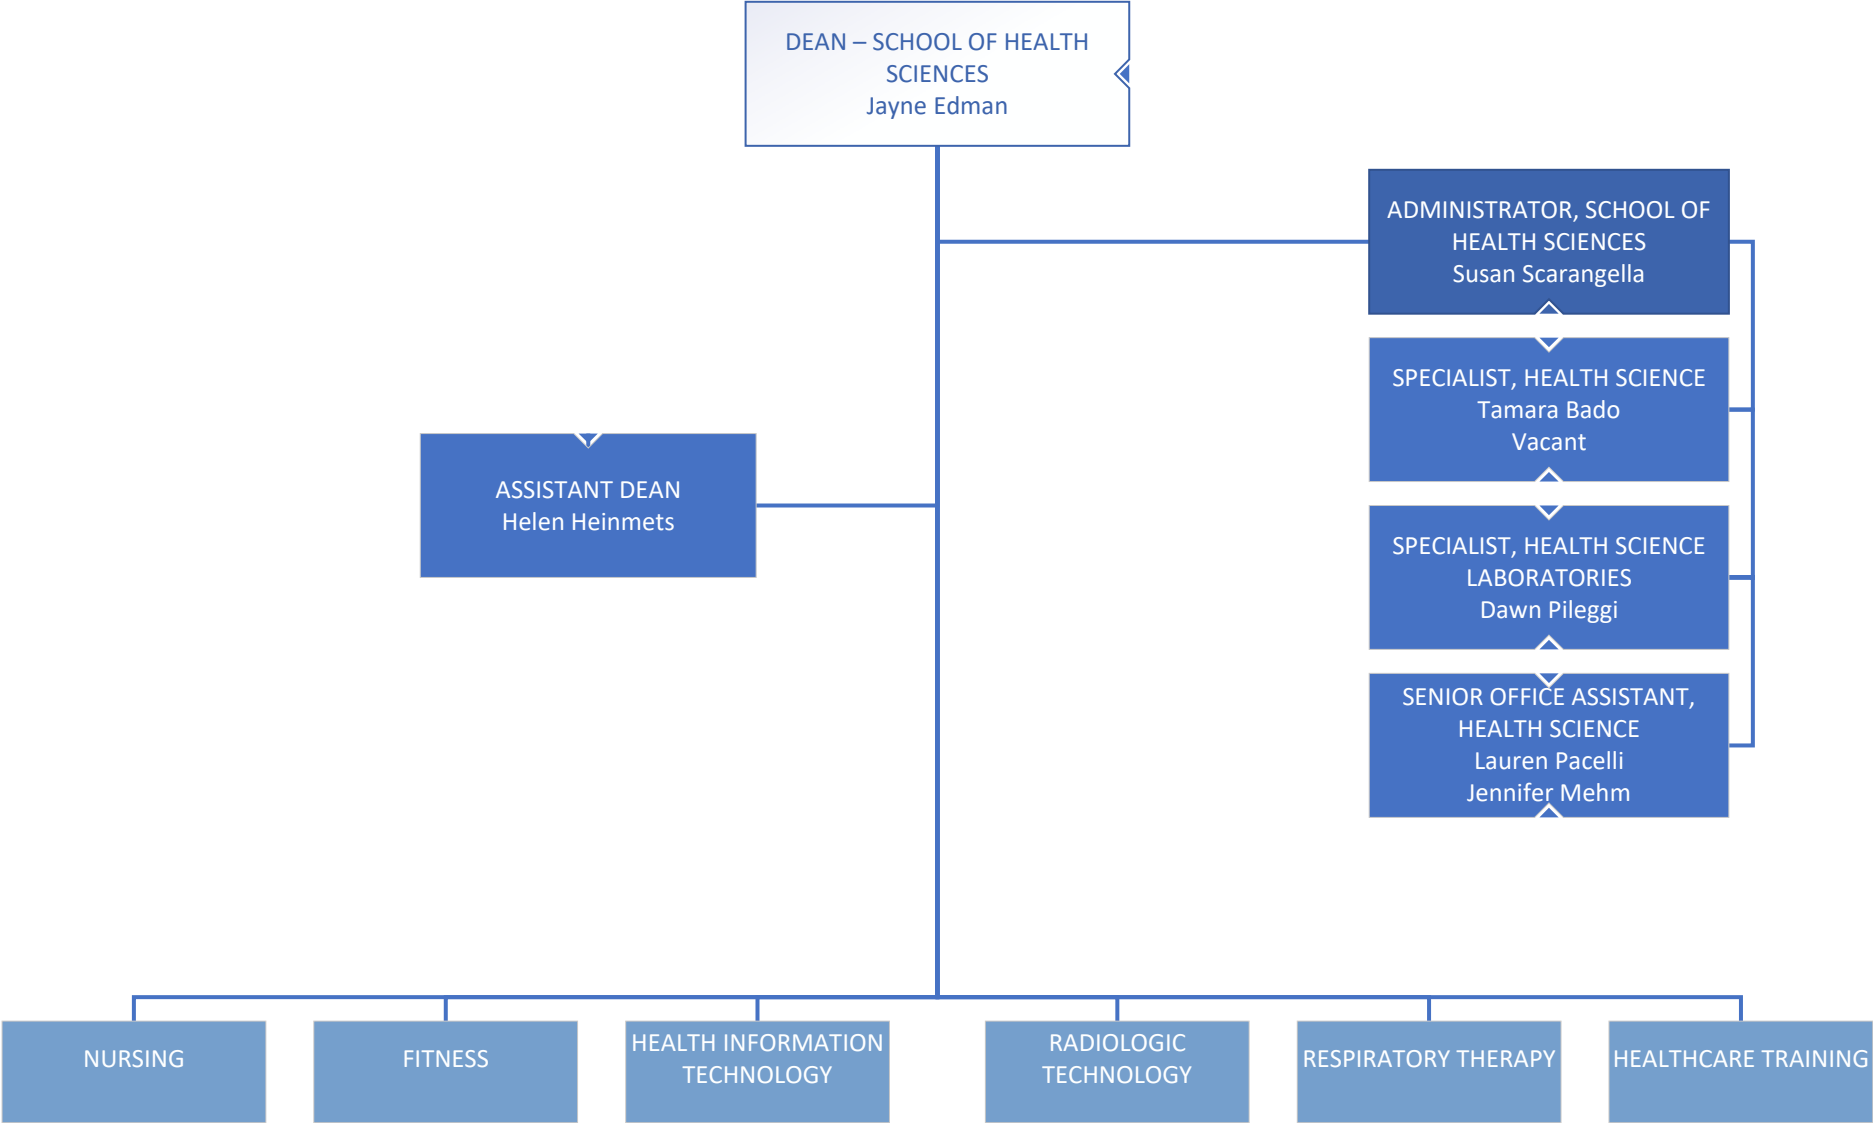 DEAN – SCHOOL OF HEALTH
SCIENCES
Jayne Edman
ADMINISTRATOR, SCHOOL OF
HEALTH SCIENCES
Susan Scarangella
SPECIALIST, HEALTH SCIENCE
Tamara Bado
Vacant
ASSISTANT DEAN
Helen Heinmets
SPECIALIST, HEALTH SCIENCE
LABORATORIES
Dawn Pileggi
SENIOR OFFICE ASSISTANT,
HEALTH SCIENCE
Lauren Pacelli
Jennifer Mehm
NURSING
FITNESS
HEALTH INFORMATION
TECHNOLOGY
RADIOLOGIC
TECHNOLOGY
RESPIRATORY THERAPY
HEALTHCARE TRAINING